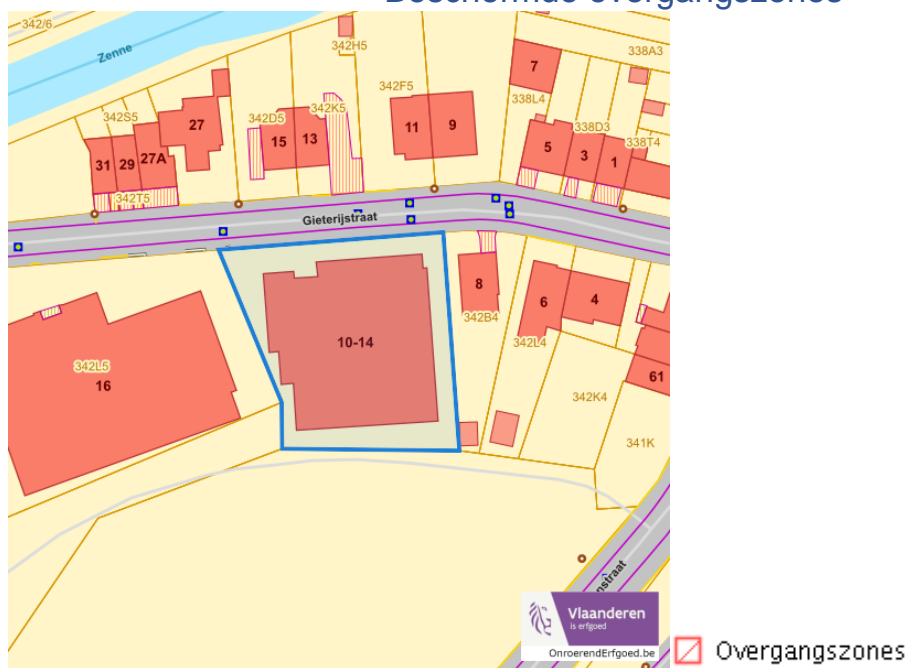 Beschermde overgangszones
342/6
Zenne
342H5
338A3
7
342S5
27
342D5
342K5
342F5
338L4
338D3
338T4
31
29
27A
15
13
11
9
5
3
1
342T5
Gieterijstraat
8
342B4
6
4
10-14
342L4
342L5
16
61
342K4
341K
nstraat
Vlaanderen
is erfgoed
OnroerendErfgoed.be
Overgangszones